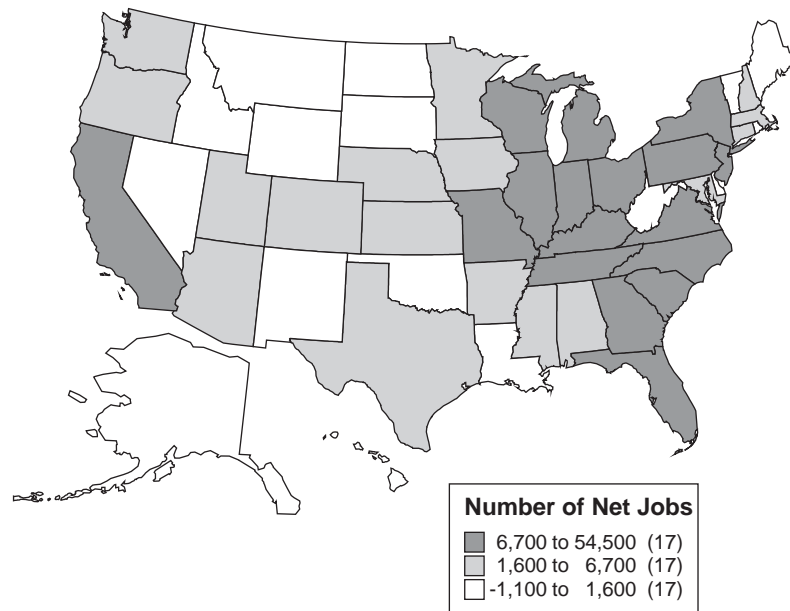 Number of Net Jobs
6,700 to 54,500 (17)
1,600 to 6,700 (17)
-1,100 to 1,600 (17)